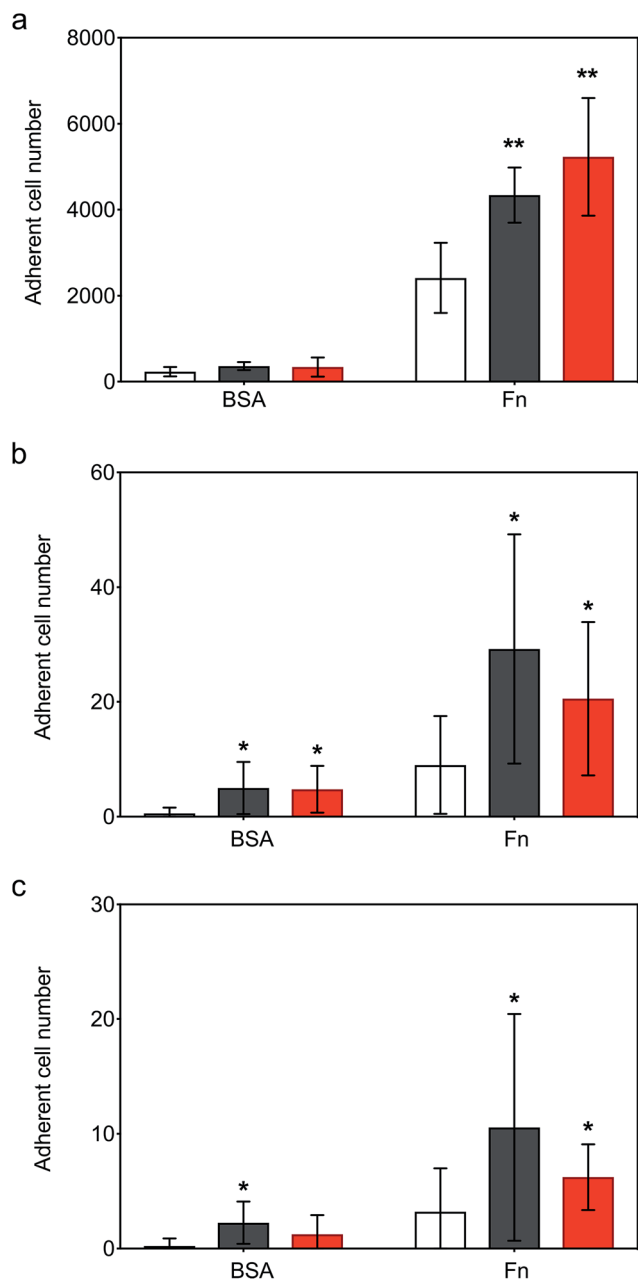 a
Adherent cell number
8000
6000
4000
2000
0
**
**
BSA
Fn
b
Adherent cell number
60
40
20
0
*
*
*
*
BSA
Fn
c
Adherent cell number
30
20
10
0
*
*
*
BSA
Fn